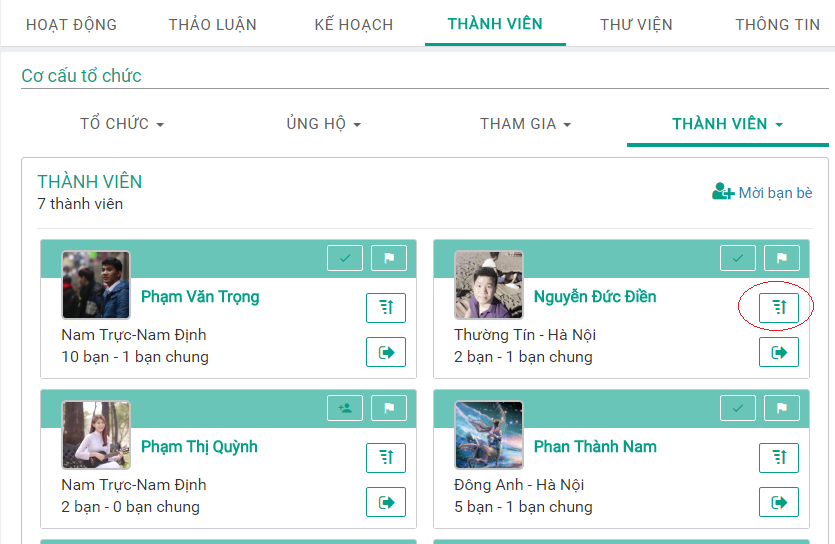 HOẠT ĐỘNG THẢO LUẬN KẾ HOẠCH THÀNH VIÊN THƯ VIỆN THÔNG TIN
Cơ cấu tổ chức
TỔ CHỨC ỦNG HỘ THAM GIA THÀNH VIÊN
THÀNH VIÊN
7 thành viên
Mời bạn bè
Phạm Văn Trọng
Nam Trực-Nam Định
10 bạn - 1 bạn chung
Nguyễn Đức Điền
Thường Tín - Hà Nội
2 bạn - 1 bạn chung
Phạm Thị Quỳnh
Nam Trực-Nam Định
2 bạn - 0 bạn chung
Phan Thành Nam
Đông Anh - Hà Nội
5 bạn - 1 bạn chung